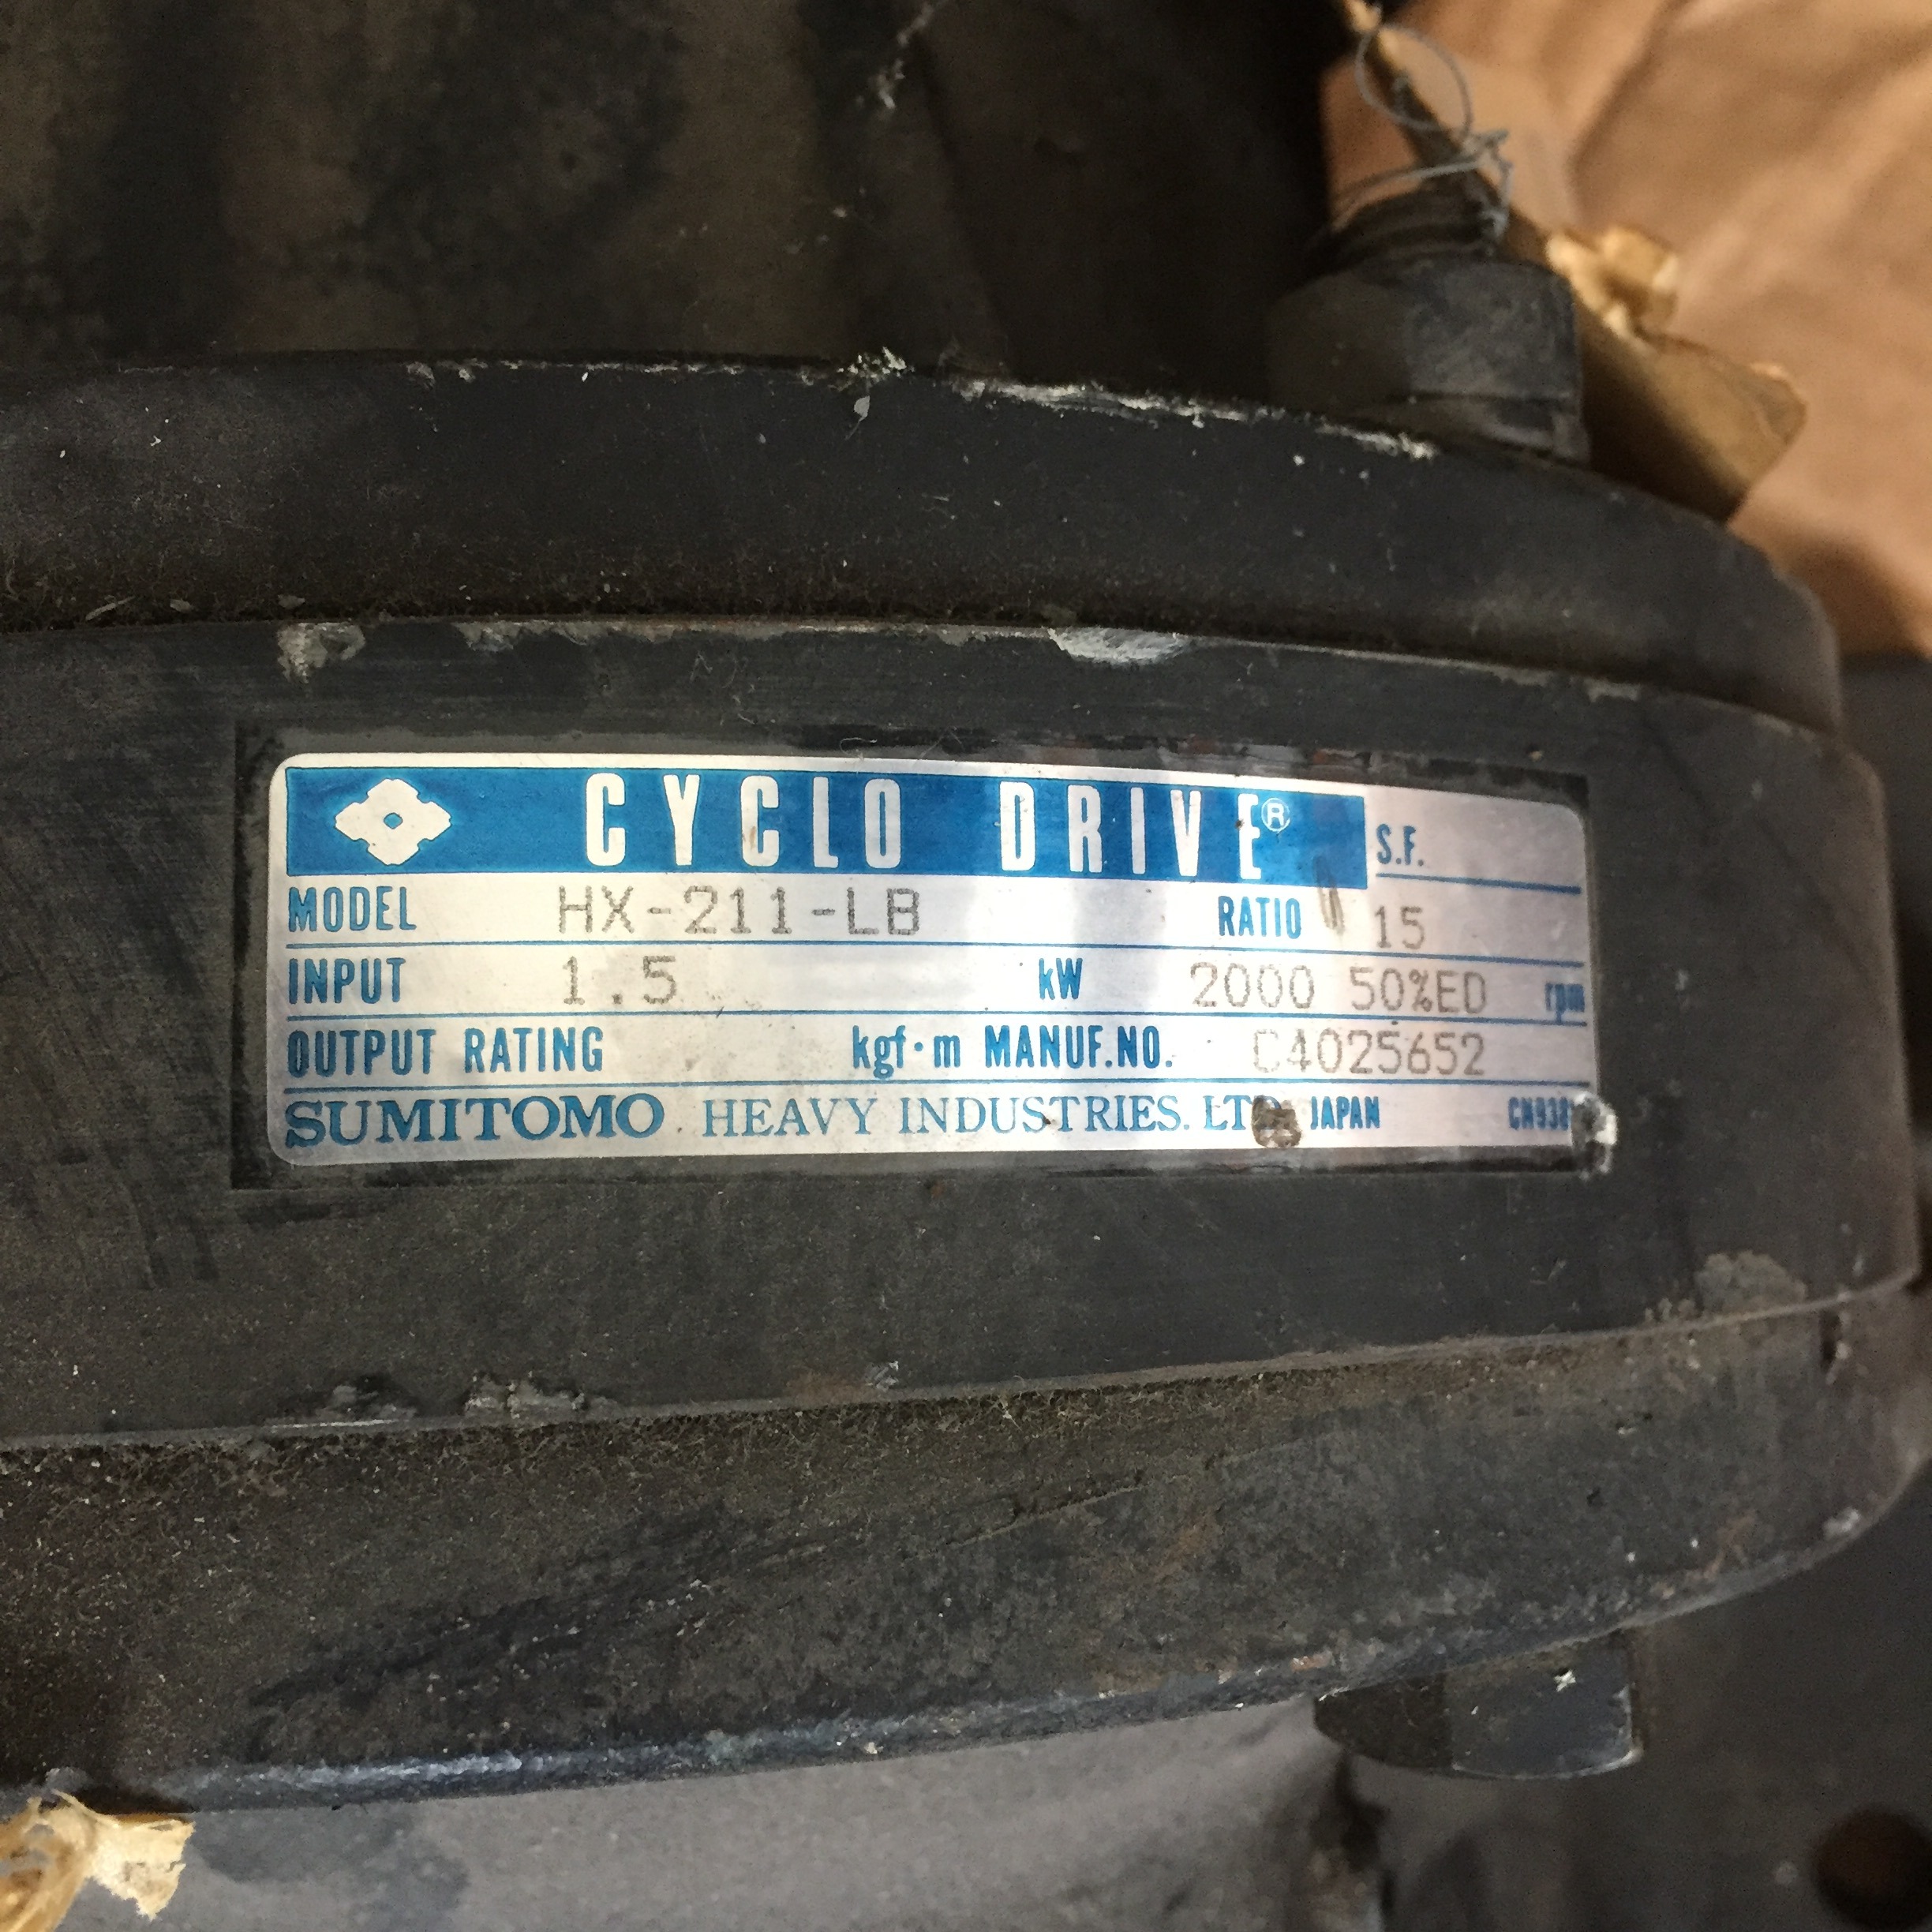 CYCLO DRIVE® S.F.
MODEL HX-211-LB RATIO 15
INPUT 1.5 kW 2000 50%ED rpm
OUTPUT RATING kgf·m MANUF.NO. C4025652
SUMITOMO HEAVY INDUSTRIES. LTD. JAPAN